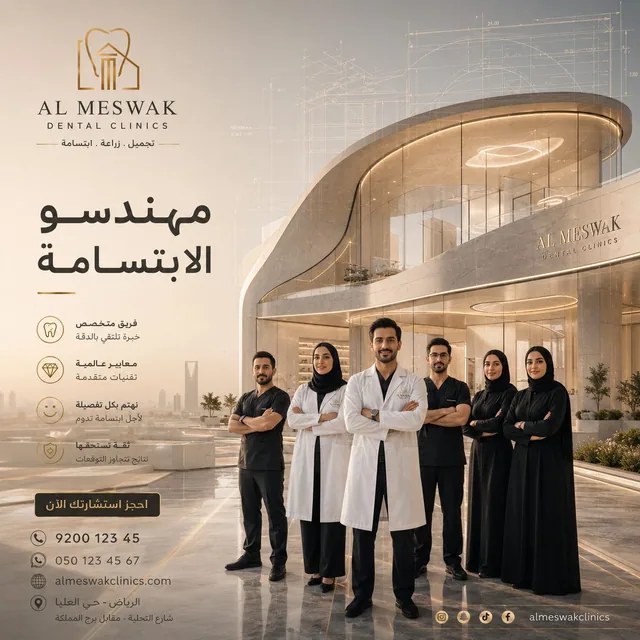 AL MESWAK
DENTAL CLINICS
تجميل . زراعة . ابتسامة
مهندسو
الابتسامة
فريق متخصص
خبرة تلتقي بالدقة
معايير عالمية
تقنيات متقدمة
نهتم بكل تفصيلة
لأجل ابتسامة تدوم
ثقة تستحقها
نتائج تتجاوز التوقعات
احجز استشارتك الآن
9200 123 45
050 123 45 67
almeswakclinics.com
الرياض - حي العليا
شارع التحلية - مقابل برج المملكة
AL MESWAK
DENTAL CLINICS
almeswakclinics